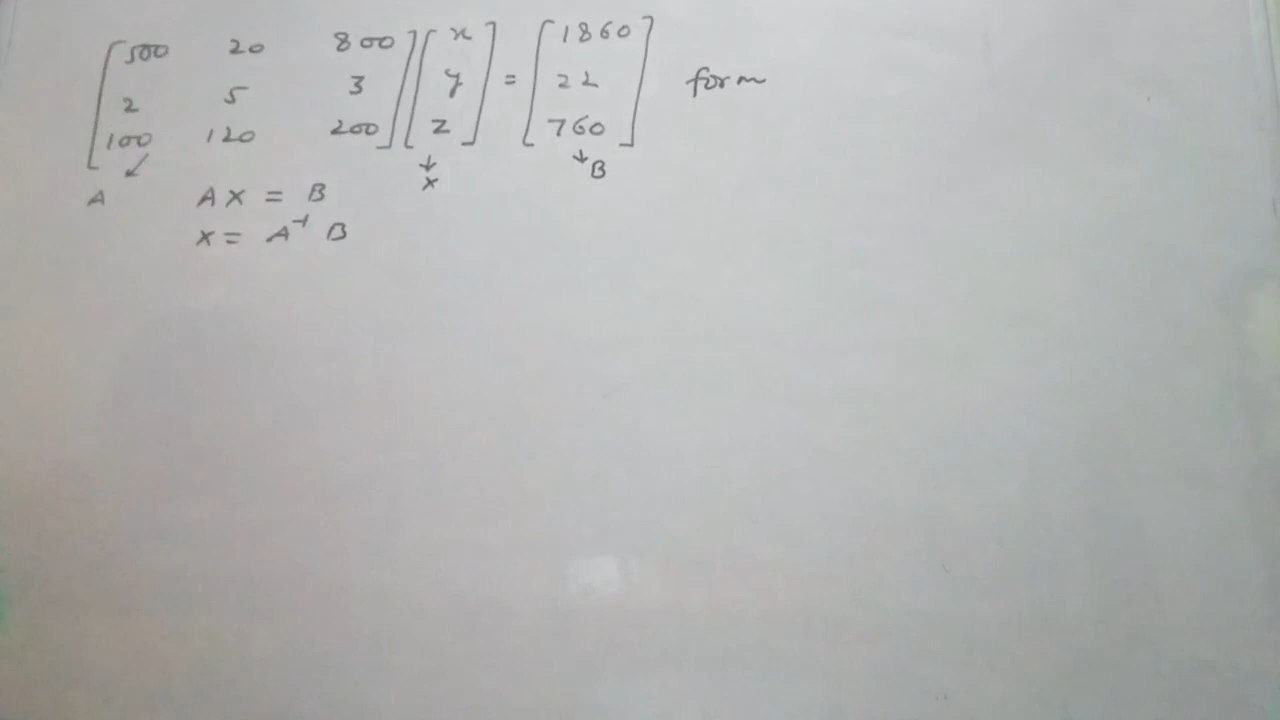 [500 20 800] [x] = [1860]
[2 5 3] [y] [22] form
[100 120 200] [z] [760]
↙ A ↓ X ↓ B
AX = B
X = A⁻¹ B